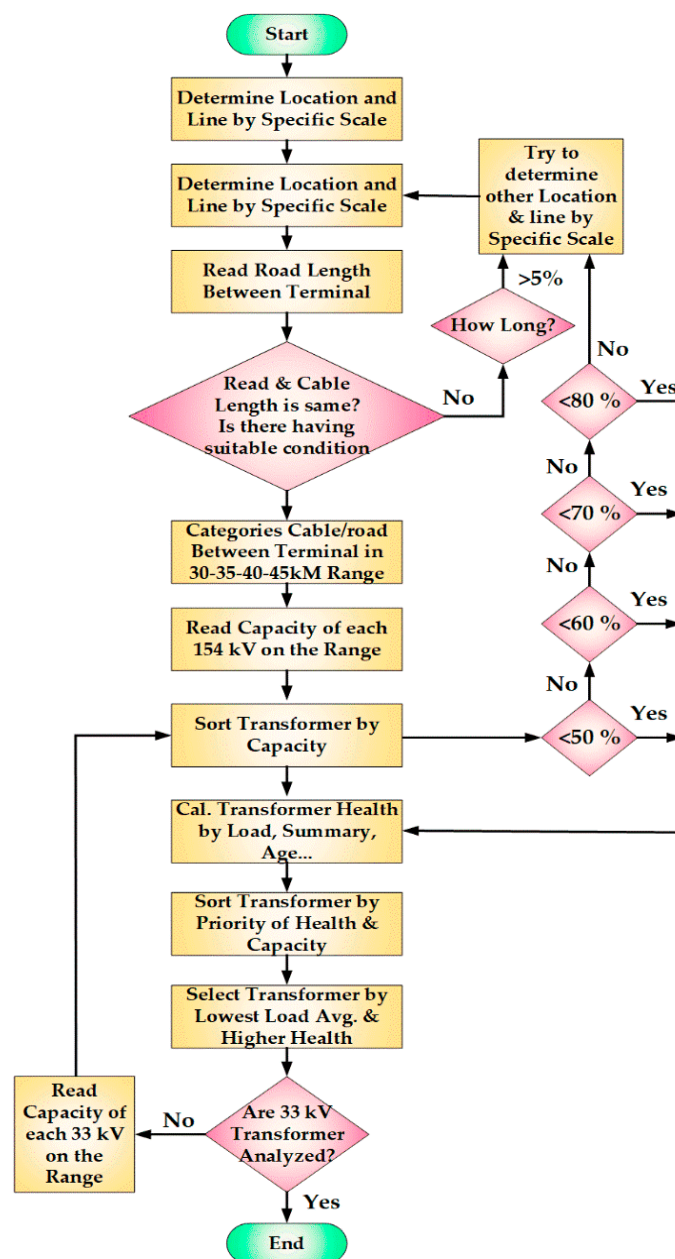 Start
Determine Location and
Line by Specific Scale
Determine Location and
Line by Specific Scale
Try to
determine
other Location
& line by
Specific Scale
Read Road Length
Between Terminal
>5%
How Long?
No
Read & Cable
Length is same?
Is there having
suitable condition
No
<80 %
Yes
No
<70 %
Yes
Categories Cable/road
Between Terminal in
30-35-40-45kM Range
No
<60 %
Yes
Read Capacity of each
154 kV on the Range
No
<50 %
Yes
Sort Transformer by
Capacity
Cal. Transformer Health
by Load, Summary,
Age...
Sort Transformer by
Priority of Health &
Capacity
Select Transformer by
Lowest Load Avg. &
Higher Health
Are 33 kV
Transformer
Analyzed?
No
Read
Capacity of
each 33 kV
on the
Range
Yes
End